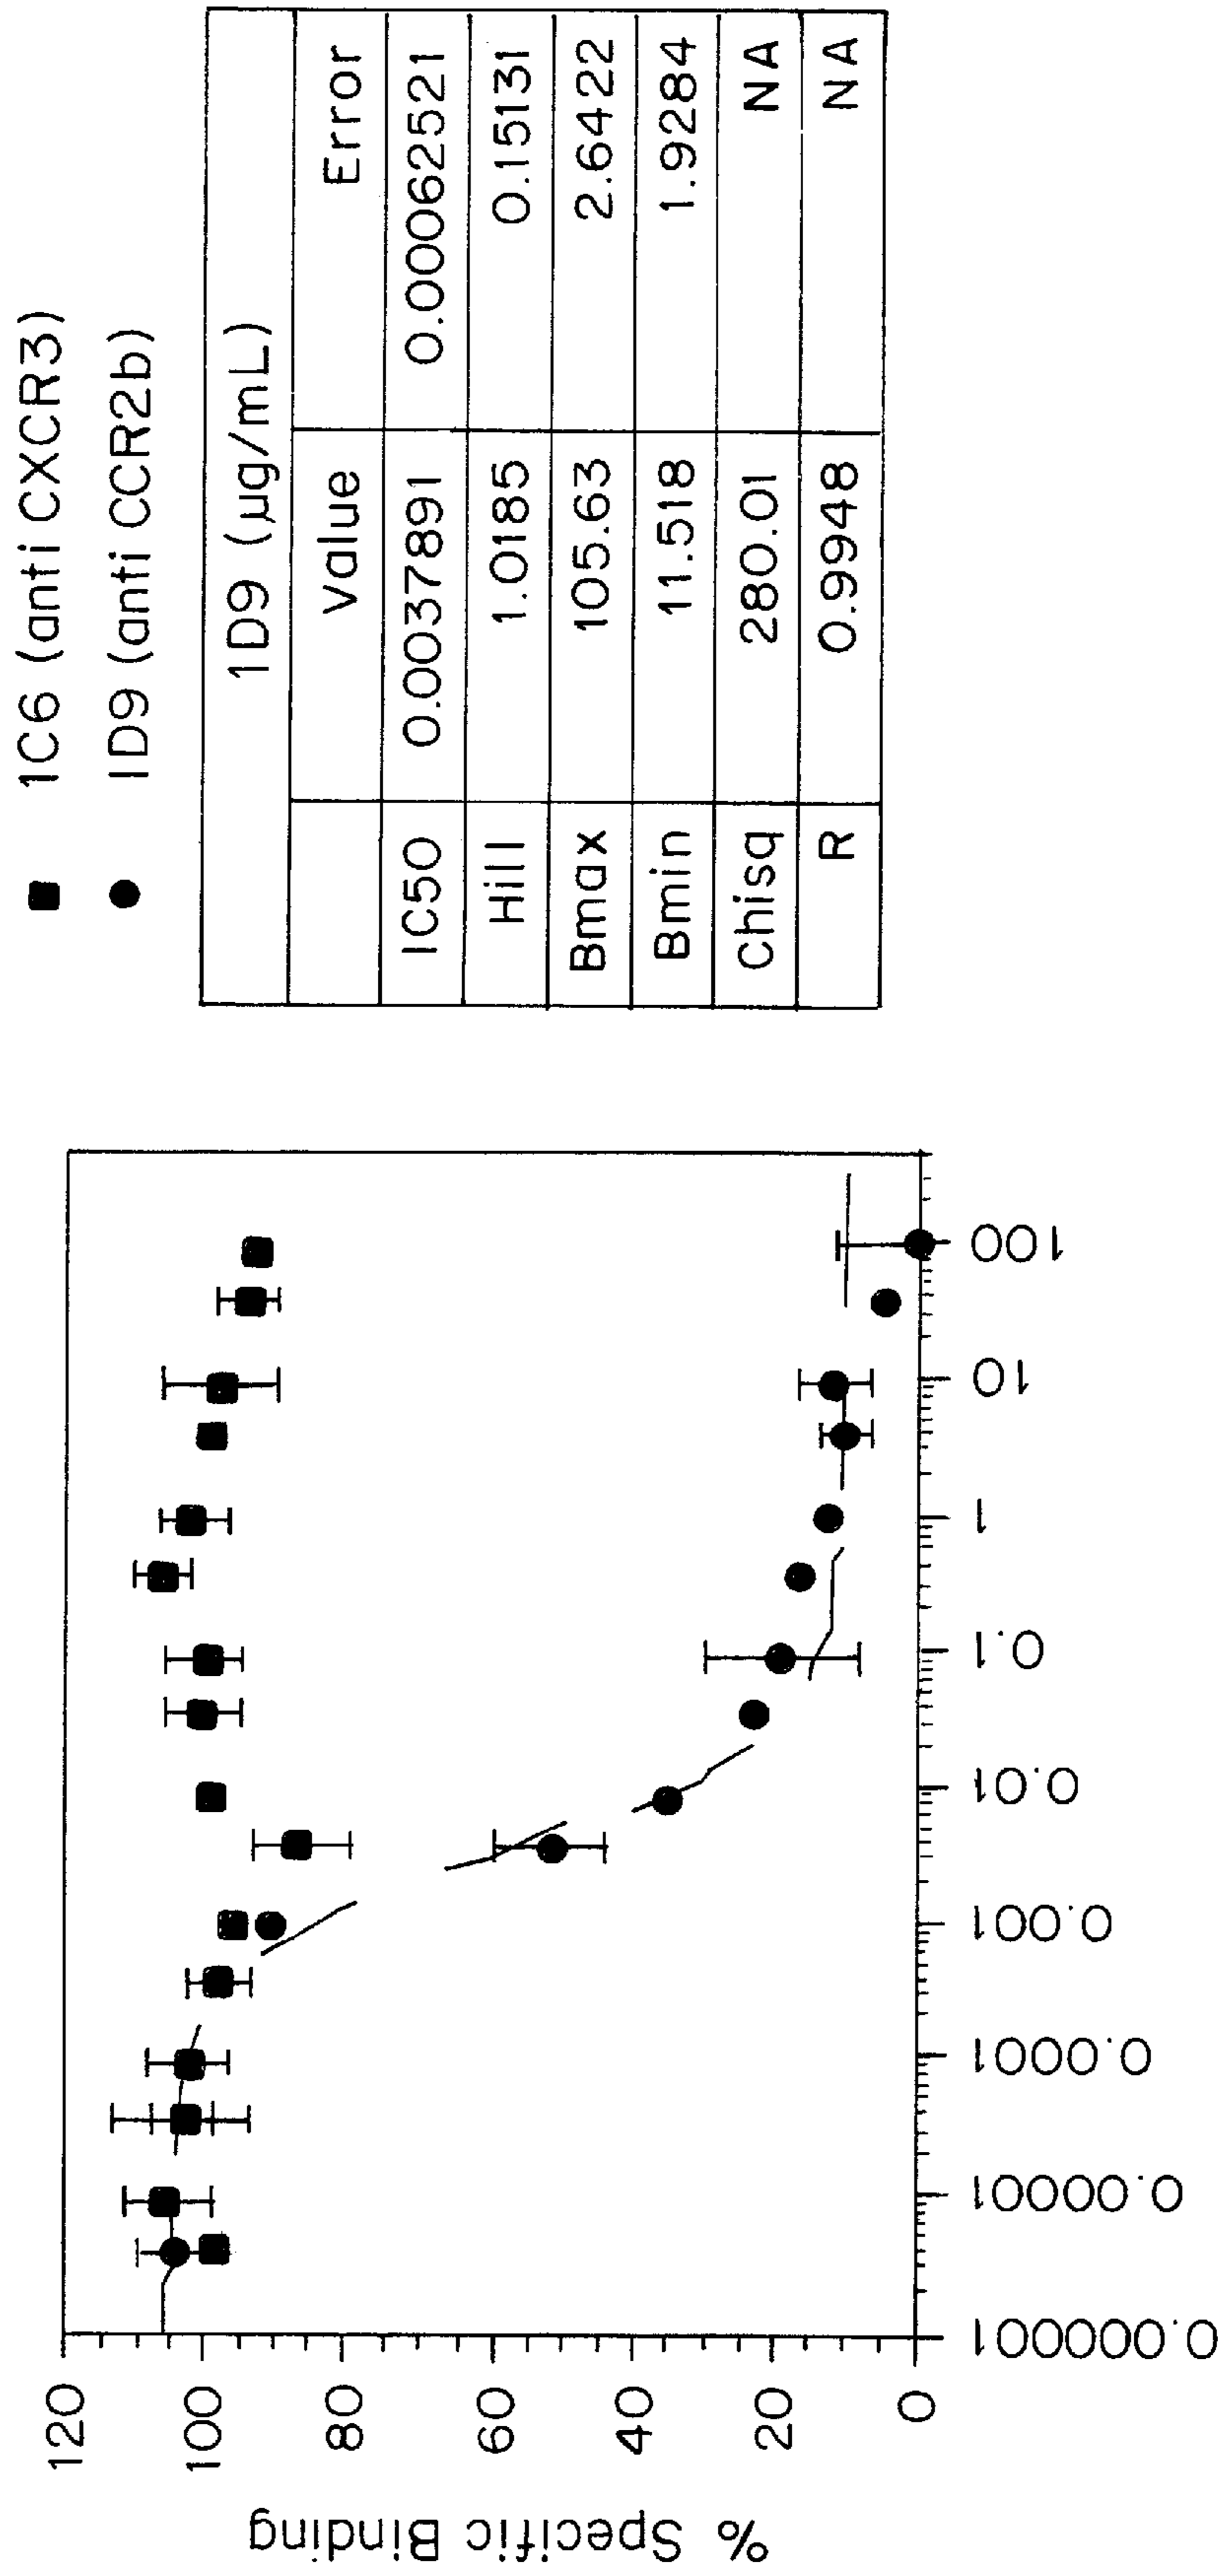 1C6 (anti CXCR3)
1D9 (anti CCR2b)
1D9 (µg/mL)
Value Error
IC50 0.0037891 0.00062521
Hill 1.0185 0.15131
Bmax 105.63 2.6422
Bmin 11.518 1.9284
Chisq 280.01 NA
R 0.9948 NA
% Specific Binding
120
100
80
60
40
20
0
0.000001
0.00001
0.0001
0.001
0.01
0.1
1
10
100